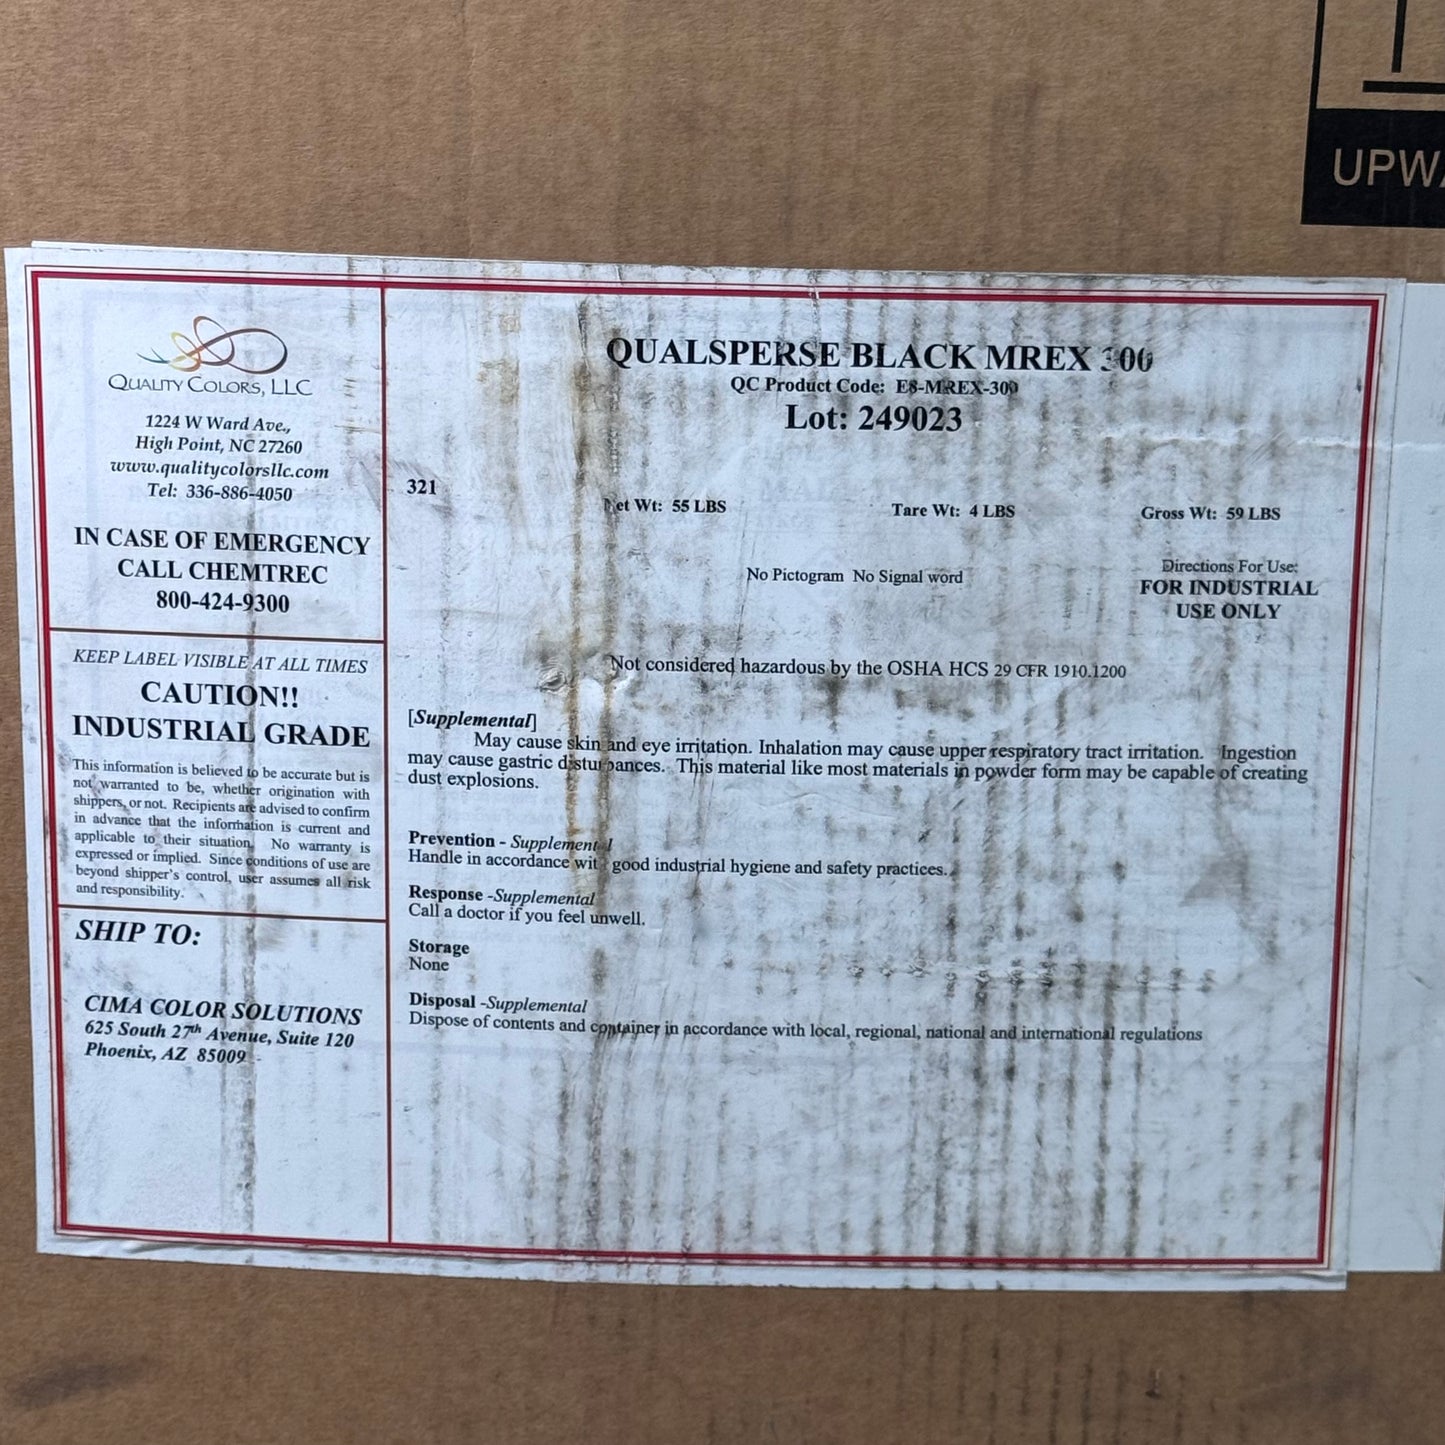 UPWA
QUALITY COLORS, LLC
1224 W Ward Ave.,
High Point, NC 27260
www.qualitycolorsllc.com
Tel: 336-886-4050
IN CASE OF EMERGENCY
CALL CHEMTREC
800-424-9300
KEEP LABEL VISIBLE AT ALL TIMES
CAUTION!!
INDUSTRIAL GRADE
This information is believed to be accurate but is
not warranted to be, whether origination with
shippers, or not. Recipients are advised to confirm
in advance that the information is current and
applicable to their situation. No warranty is
expressed or implied. Since conditions of use are
beyond shipper's control, user assumes all risk
and responsibility.
SHIP TO:
CIMA COLOR SOLUTIONS
625 South 27th Avenue, Suite 120
Phoenix, AZ 85009
QUALSPERSE BLACK MREX 300
QC Product Code: E8-MREX-300
Lot: 249023
321
Net Wt: 55 LBS
Tare Wt: 4 LBS
Gross Wt: 59 LBS
No Pictogram No Signal word
Directions For Use:
FOR INDUSTRIAL
USE ONLY
Not considered hazardous by the OSHA HCS 29 CFR 1910.1200
[Supplemental]
May cause skin and eye irritation. Inhalation may cause upper respiratory tract irritation. Ingestion
may cause gastric disturbances. This material like most materials in powder form may be capable of creating
dust explosions.
Prevention - Supplemental
Handle in accordance with good industrial hygiene and safety practices.
Response -Supplemental
Call a doctor if you feel unwell.
Storage
None
Disposal -Supplemental
Dispose of contents and container in accordance with local, regional, national and international regulations